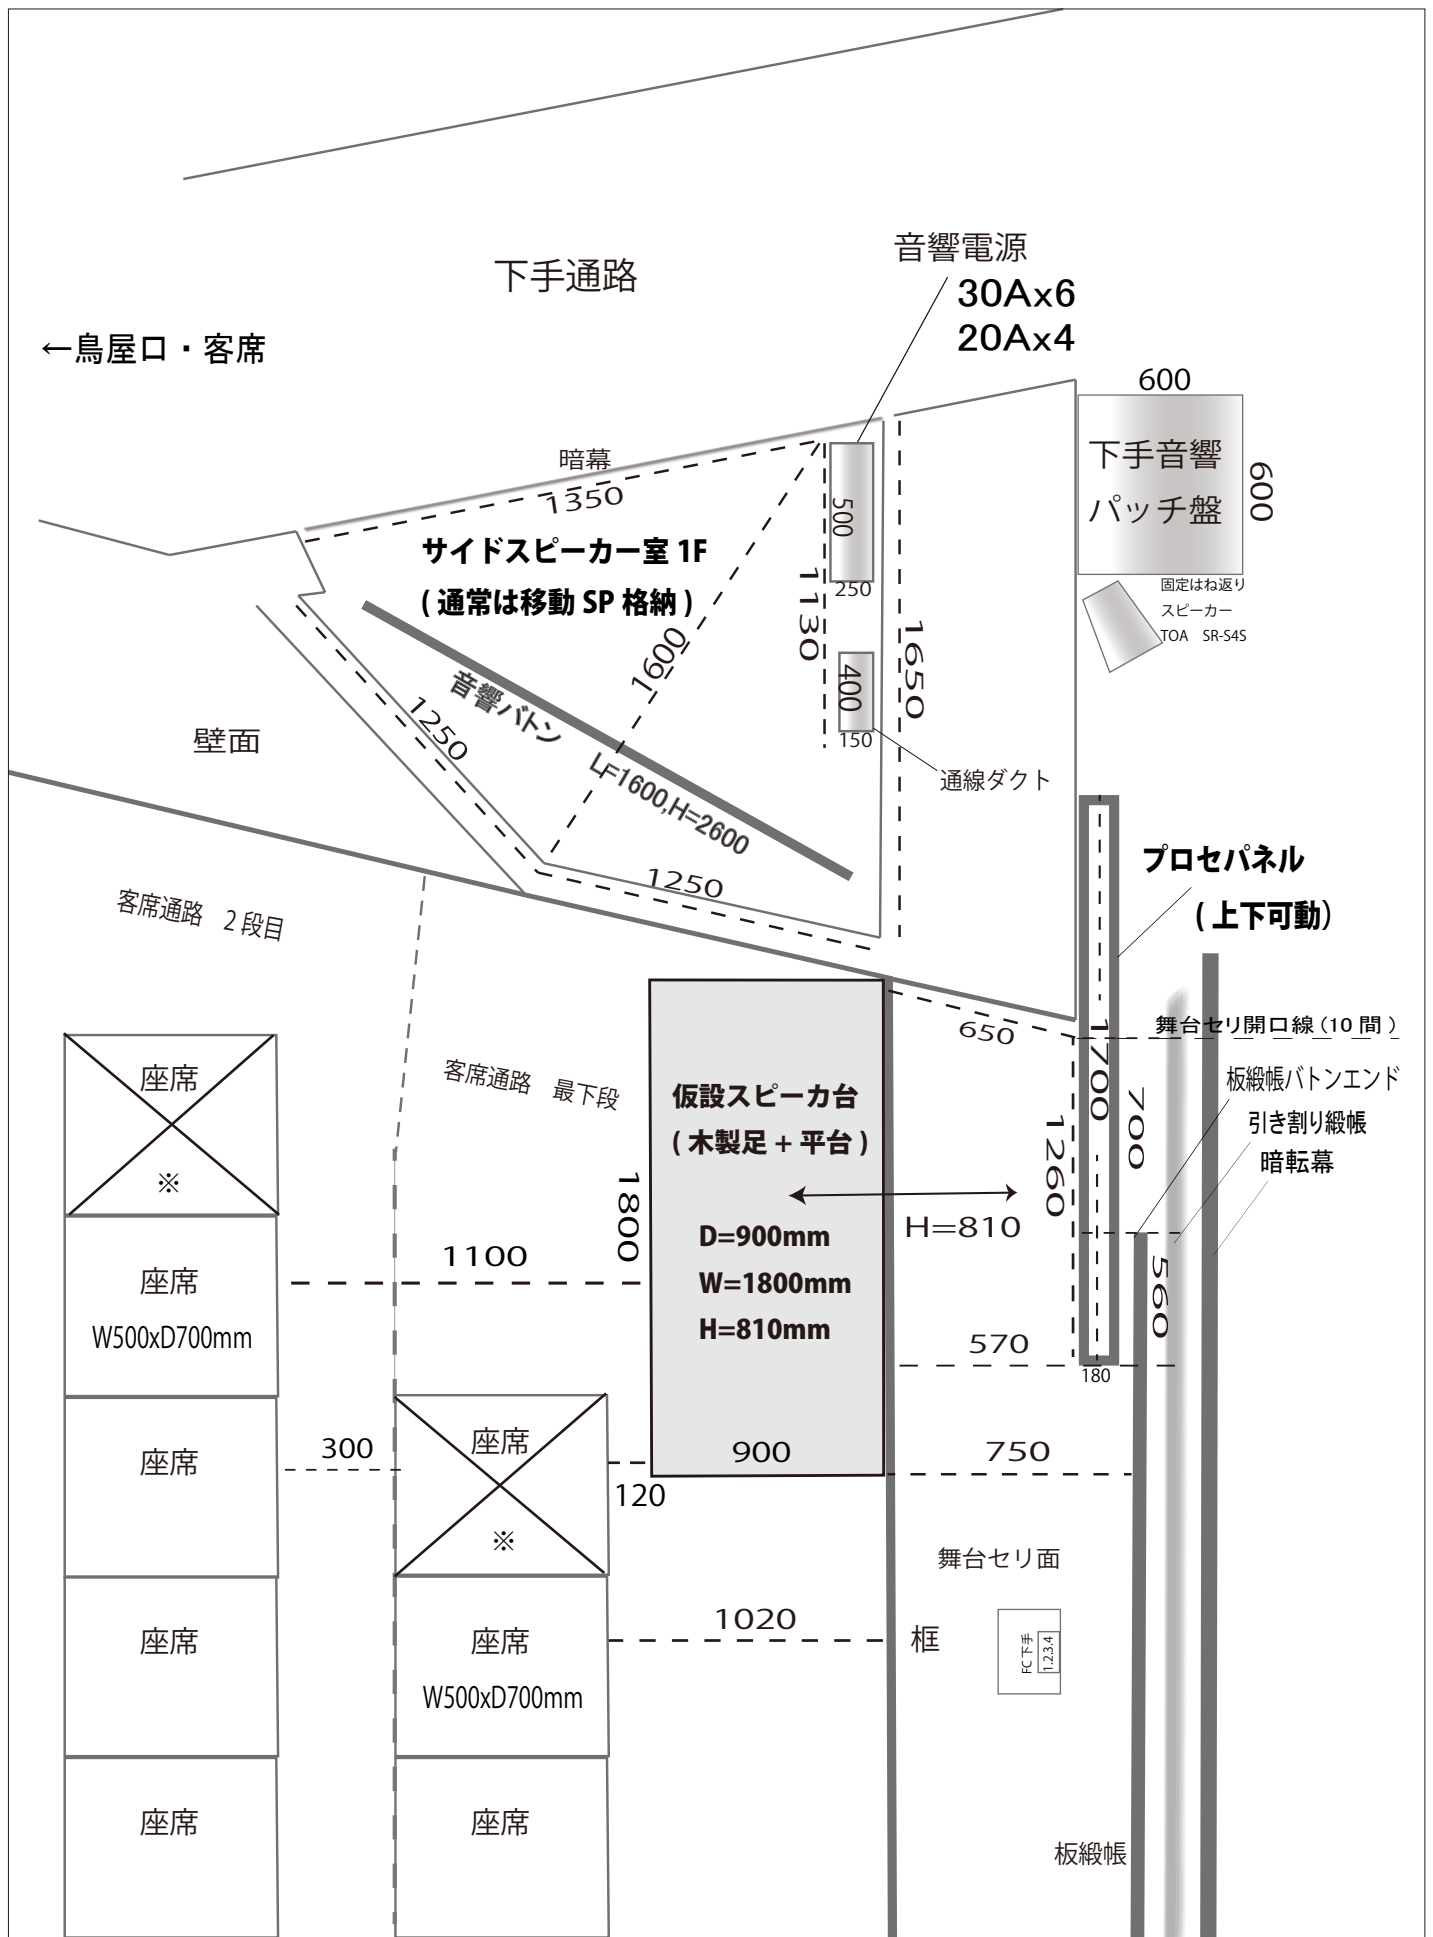 下手通路
音響電源
30Ax6
20Ax4
←鳥屋口・客席
600
下手音響
パッチ盤
600
暗幕
1350
500
250
サイドスピーカー室 1F
( 通常は移動 SP 格納 )
1130
固定はね返り
スピーカー
TOA SR-S4S
1600
1650
400
150
音響バトン
L=1600,H=2600
1250
壁面
通線ダクト
1250
プロセパネル
( 上下可動）
客席通路 2 段目
650
1700
舞台セリ開口線 (10 間 )
客席通路 最下段
座席
※
仮設スピーカ台
( 木製足 + 平台 )
700
板緞帳バトンエンド
引き割り緞帳
暗転幕
1260
1800
H=810
D=900mm
W=1800mm
H=810mm
1100
座席
W500xD700mm
560
570
180
座席
300
座席
※
120
900
750
舞台セリ面
座席
座席
W500xD700mm
1020
框
FC 下手
1.2.3.4
座席
座席
板緞帳